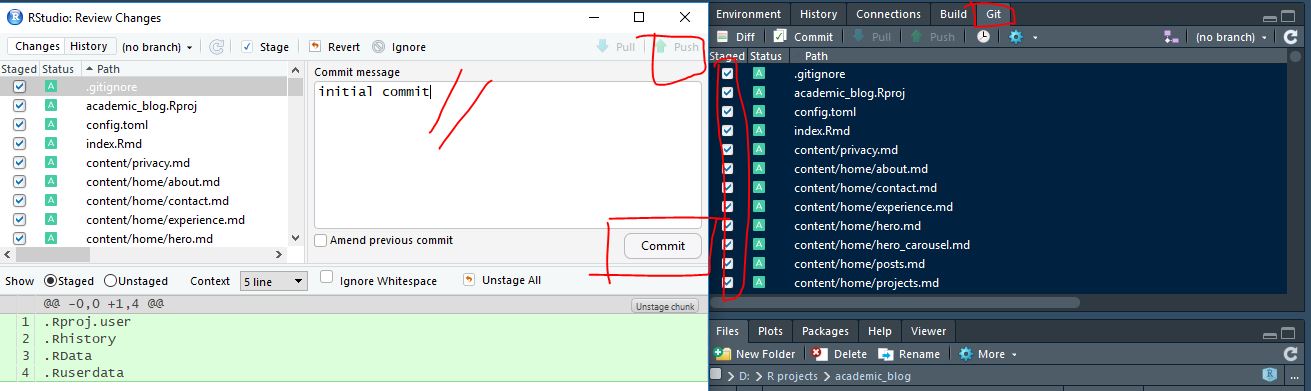 RStudio: Review Changes
Changes History (no branch) Stage Revert Ignore Pull Push
Staged Status Path
A .gitignore
A academic_blog.Rproj
A config.toml
A index.Rmd
A content/privacy.md
A content/home/about.md
A content/home/contact.md
A content/home/experience.md
A content/home/hero.md
Commit message
initial commit
Amend previous commit
Commit
Show Staged Unstaged Context 5 line Ignore Whitespace Unstage All
@@ -0,0 +1,4 @@ Unstage chunk
1 .Rproj.user
2 .Rhistory
3 .RData
4 .Ruserdata
Environment History Connections Build Git
Diff Commit Pull Push (no branch)
Staged Status Path
A .gitignore
A academic_blog.Rproj
A config.toml
A index.Rmd
A content/privacy.md
A content/home/about.md
A content/home/contact.md
A content/home/experience.md
A content/home/hero.md
A content/home/hero_carousel.md
A content/home/posts.md
A content/home/projects.md
Files Plots Packages Help Viewer
New Folder Delete Rename More
D: R projects academic_blog R ...